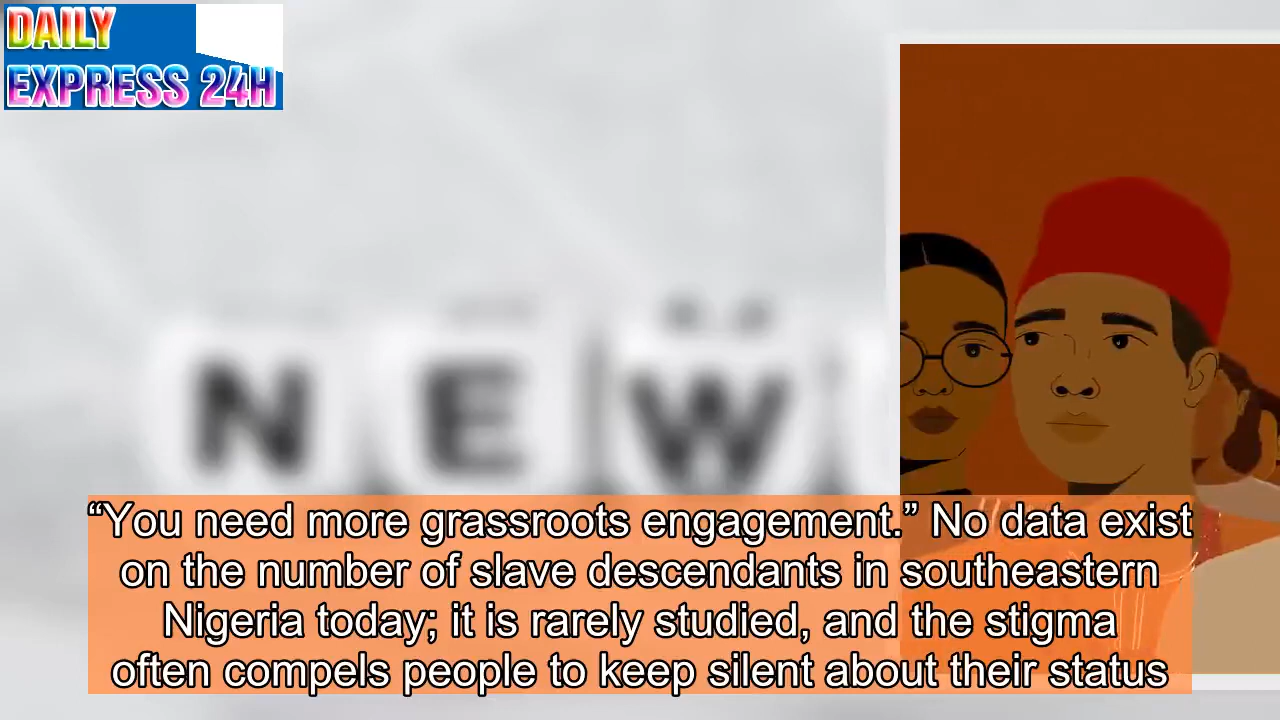 DAILY
EXPRESS 24H
NEW
“You need more grassroots engagement.” No data exist
on the number of slave descendants in southeastern
Nigeria today; it is rarely studied, and the stigma
often compels people to keep silent about their status